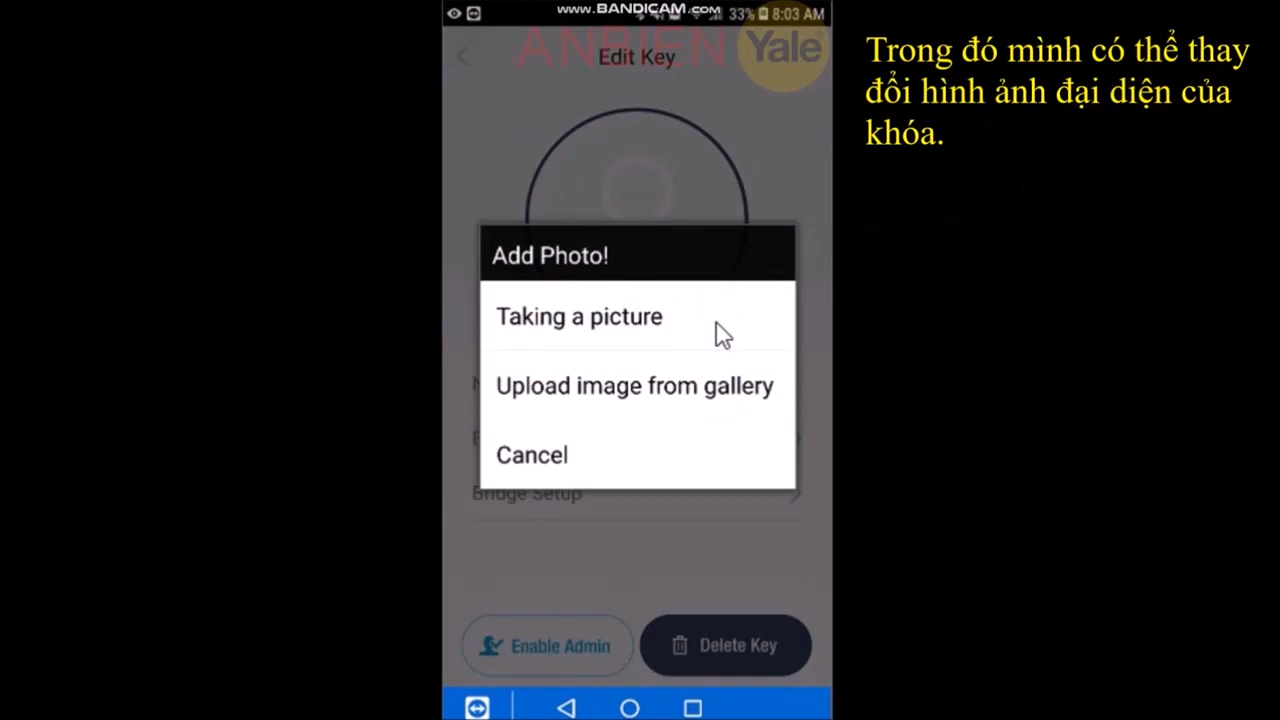 www.BANDICAM.com
33% 8:03 AM
ANBIEN
Yale
Edit Key
Trong đó mình có thể thay
đổi hình ảnh đại diện của
khóa.
Add Photo!
Taking a picture
Upload image from gallery
Cancel
Bridge Setup
Enable Admin
Delete Key